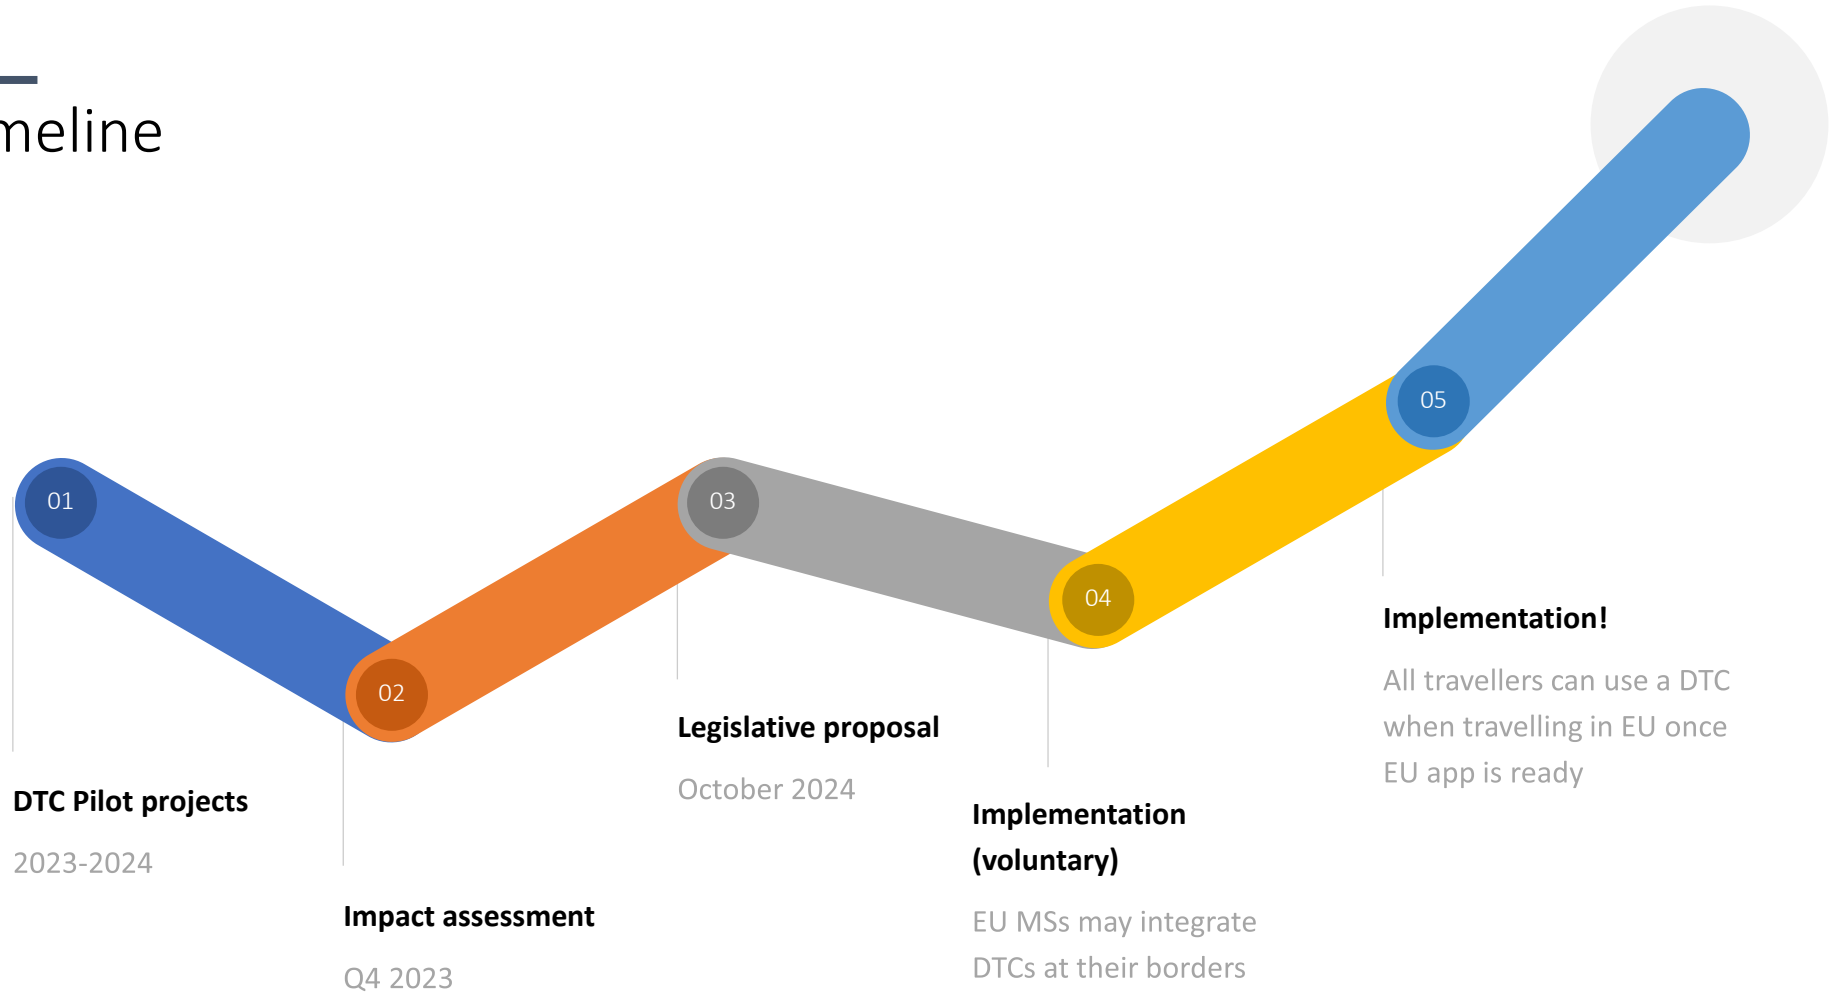 meline
01
DTC Pilot projects
2023-2024
02
Impact assessment
Q4 2023
03
Legislative proposal
October 2024
04
Implementation
(voluntary)
EU MSs may integrate
DTCs at their borders
05
Implementation!
All travellers can use a DTC
when travelling in EU once
EU app is ready